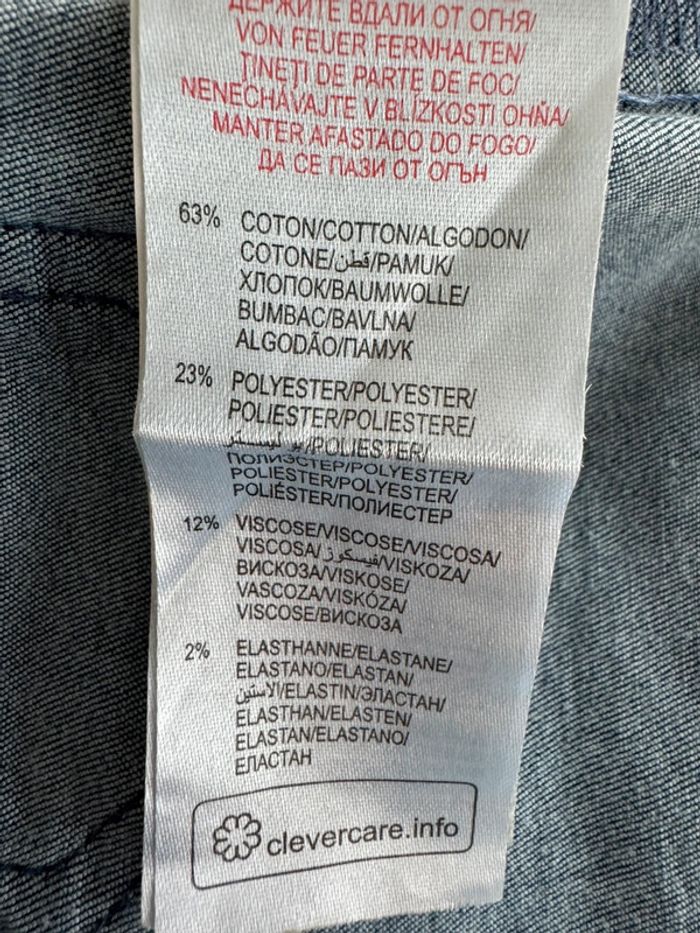 ДЕРЖИТЕ ВДАЛИ ОТ ОГНЯ/
VON FEUER FERNHALTEN/
ȚINEȚI DE PARTE DE FOC/
NENECHÁVAJTE V BLÍZKOSTI OHŇA/
MANTER AFASTADO DO FOGO/
ДА СЕ ПАЗИ ОТ ОГЪН
63% COTON/COTTON/ALGODON/
COTONE/قطن/PAMUK/
ХЛОПОК/BAUMWOLLE/
BUMBAC/BAVLNA/
ALGODÃO/ПАМУК
23% POLYESTER/POLYESTER/
POLIESTER/POLIESTERE/
بوليستر/POLIESTER/
ПОЛИЭСТЕР/POLYESTER/
POLIESTER/POLYESTER/
POLIÉSTER/ПОЛИЕСТЕР
12% VISCOSE/VISCOSE/VISCOSA/
VISCOSA/فيسكوز/VISKOZA/
ВИСКОЗА/VISKOSE/
VASCOZA/VISKÓZA/
VISCOSE/ВИСКОЗА
2% ELASTHANNE/ELASTANE/
ELASTANO/ELASTAN/
الاستين/ELASTIN/ЭЛАСТАН/
ELASTHAN/ELASTEN/
ELASTAN/ELASTANO/
ЕЛАСТАН
clevercare.info